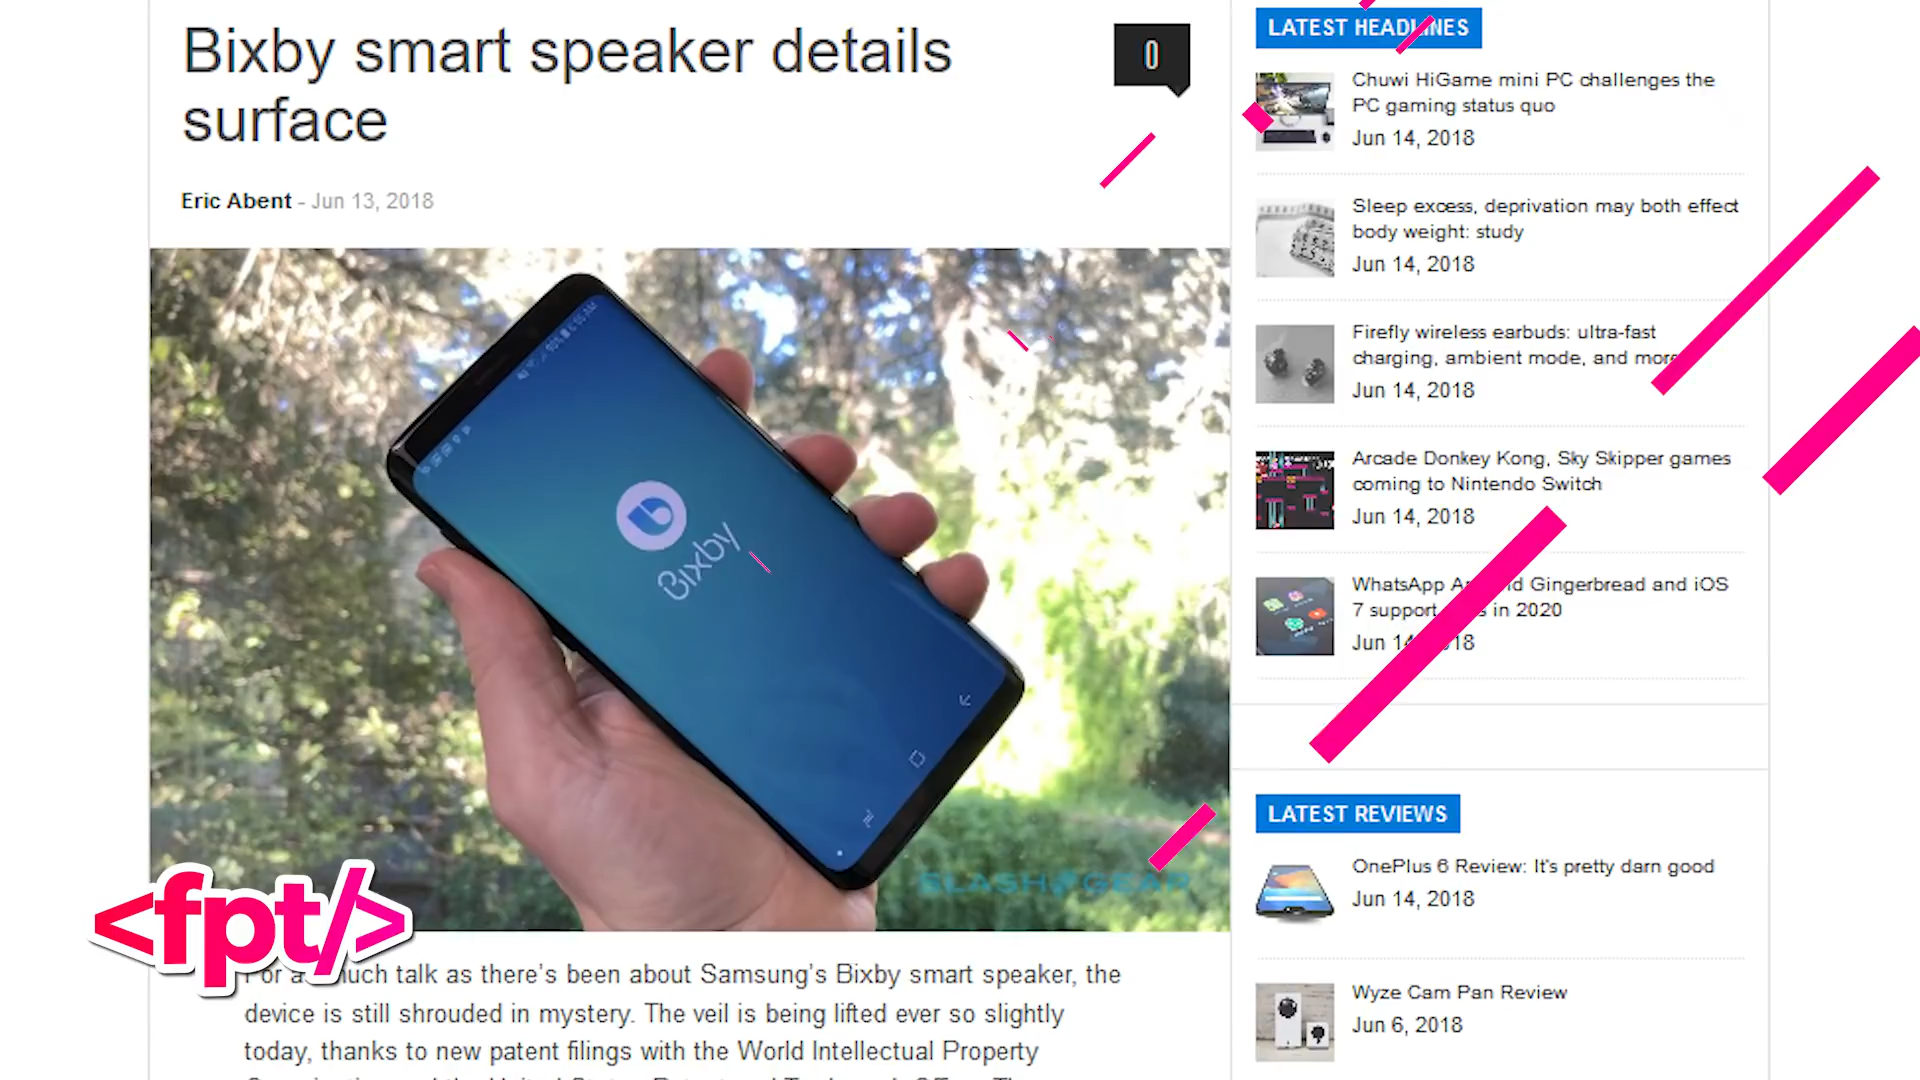 Bixby smart speaker details
surface
0
Eric Abent - Jun 13, 2018
Bixby
SLASHGEAR
<fpt/>
much talk as there's been about Samsung's Bixby smart speaker, the
device is still shrouded in mystery. The veil is being lifted ever so slightly
today, thanks to new patent filings with the World Intellectual Property
LATEST HEADLINES
Chuwi HiGame mini PC challenges the
PC gaming status quo
Jun 14, 2018
Sleep excess, deprivation may both effect
body weight: study
Jun 14, 2018
Firefly wireless earbuds: ultra-fast
charging, ambient mode, and more
Jun 14, 2018
Arcade Donkey Kong, Sky Skipper games
coming to Nintendo Switch
Jun 14, 2018
WhatsApp Gingerbread and iOS
7 support in 2020
Jun 14, 2018
LATEST REVIEWS
OnePlus 6 Review: It's pretty darn good
Jun 14, 2018
Wyze Cam Pan Review
Jun 6, 2018